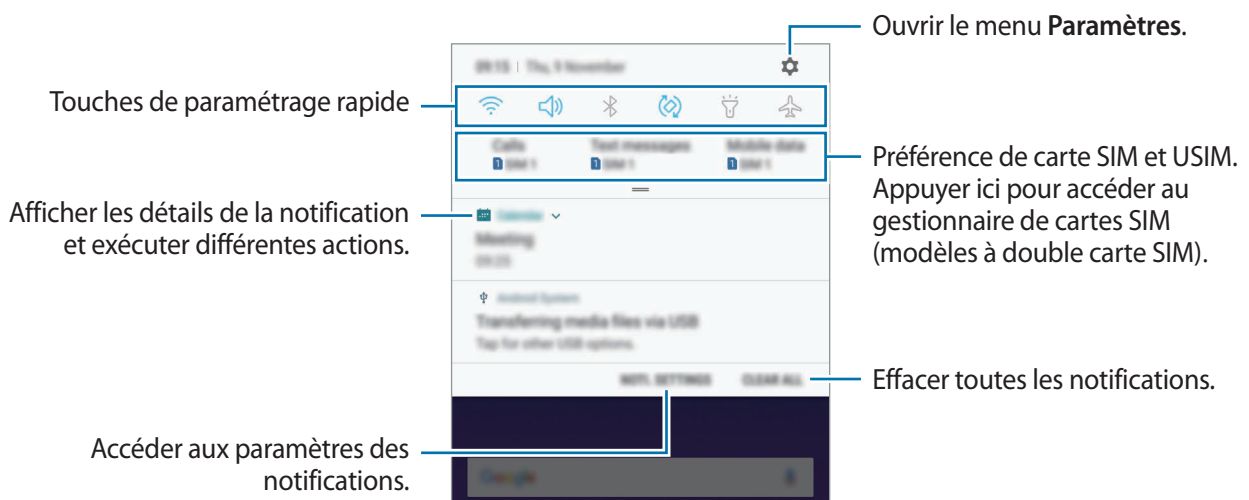 Ouvrir le menu Paramètres.
09:15 | Thu, 9 November
Touches de paramétrage rapide
Calls Text messages Mobile data
1 SIM 1 1 SIM 1 1 SIM 1
Préférence de carte SIM et USIM.
Appuyer ici pour accéder au
gestionnaire de cartes SIM
(modèles à double carte SIM).
Afficher les détails de la notification
et exécuter différentes actions.
Calendar
Meeting
09:25
Android System
Transferring media files via USB
Tap for other USB options.
NOTI. SETTINGS CLEAR ALL
Effacer toutes les notifications.
Accéder aux paramètres des
notifications.
Google